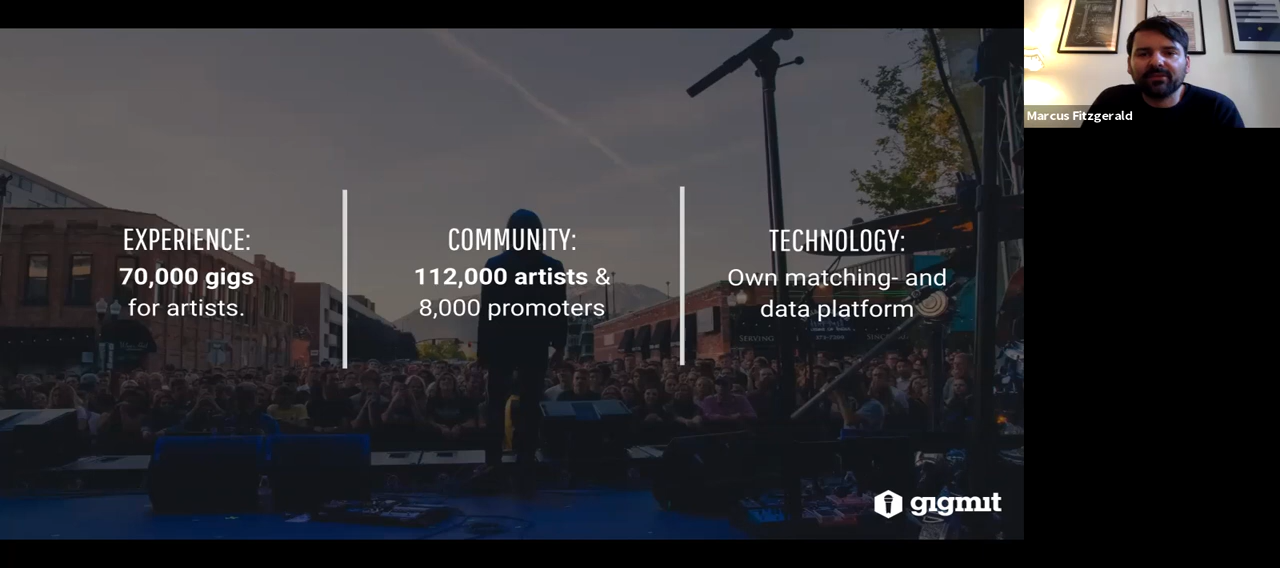 EXPERIENCE:
70,000 gigs
for artists.
COMMUNITY:
112,000 artists &
8,000 promoters
TECHNOLOGY:
Own matching- and
data platform
SERVING
gigmit
Marcus Fitzgerald